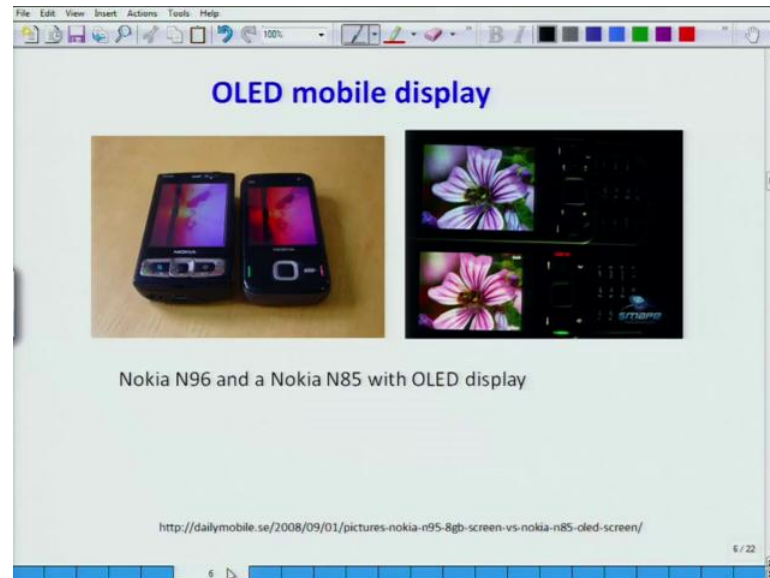 File Edit View Insert Actions Tools Help
100%
B I
OLED mobile display
NOKIA
NOKIA
smape
Nokia N96 and a Nokia N85 with OLED display
http://dailymobile.se/2008/09/01/pictures-nokia-n95-8gb-screen-vs-nokia-n85-oled-screen/
6 / 22
6